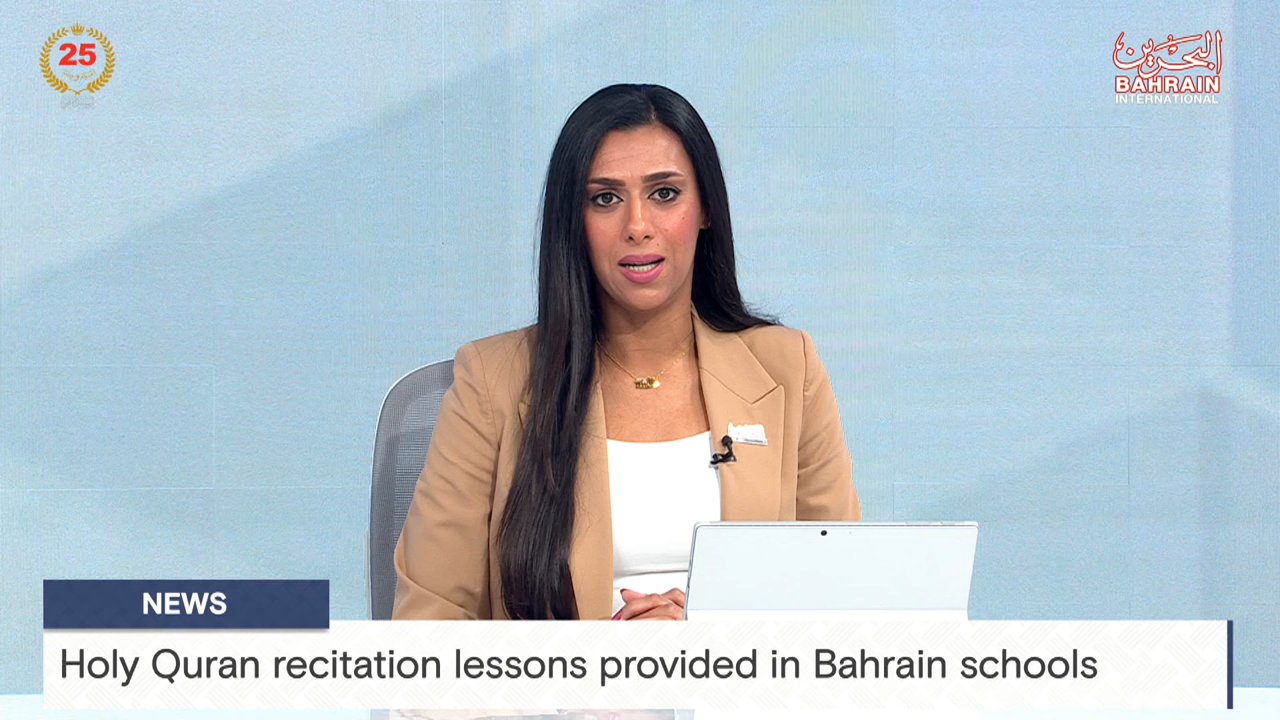 25
البحرين
BAHRAIN
INTERNATIONAL
NEWS
Holy Quran recitation lessons provided in Bahrain schools